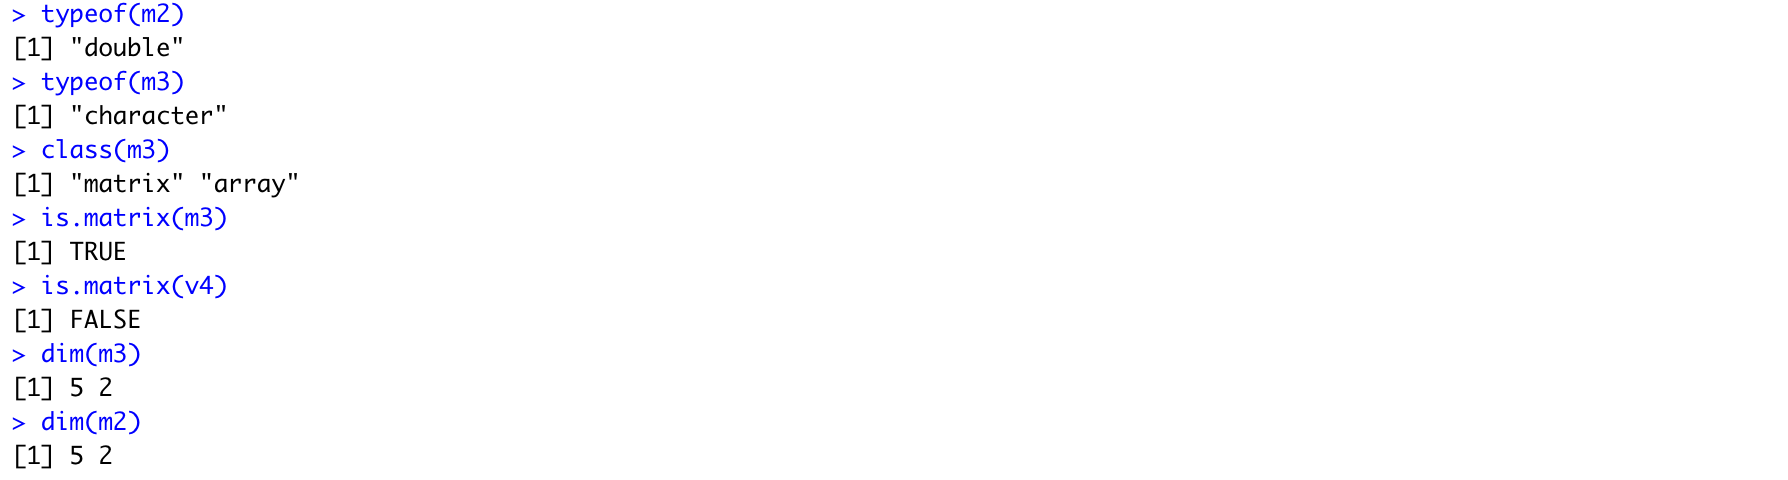 > typeof(m2)
[1] "double"
> typeof(m3)
[1] "character"
> class(m3)
[1] "matrix" "array"
> is.matrix(m3)
[1] TRUE
> is.matrix(v4)
[1] FALSE
> dim(m3)
[1] 5 2
> dim(m2)
[1] 5 2